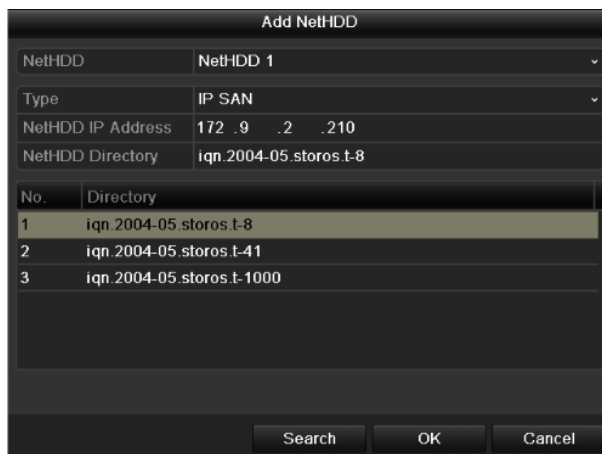 Add NetHDD
NetHDD NetHDD 1
Type IP SAN
NetHDD IP Address 172 .9 .2 .210
NetHDD Directory iqn.2004-05.storos.t-8
No. Directory
1 iqn.2004-05.storos.t-8
2 iqn.2004-05.storos.t-41
3 iqn.2004-05.storos.t-1000
Search OK Cancel